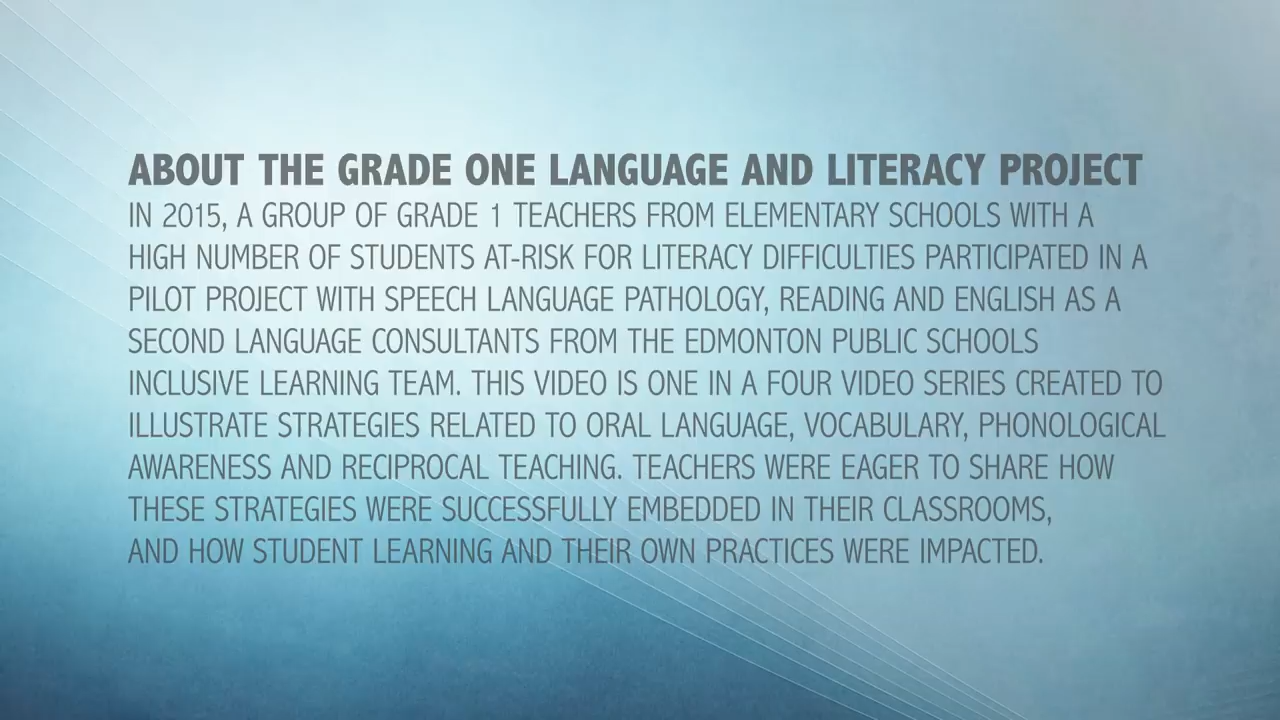 ABOUT THE GRADE ONE LANGUAGE AND LITERACY PROJECT
IN 2015, A GROUP OF GRADE 1 TEACHERS FROM ELEMENTARY SCHOOLS WITH A
HIGH NUMBER OF STUDENTS AT-RISK FOR LITERACY DIFFICULTIES PARTICIPATED IN A
PILOT PROJECT WITH SPEECH LANGUAGE PATHOLOGY, READING AND ENGLISH AS A
SECOND LANGUAGE CONSULTANTS FROM THE EDMONTON PUBLIC SCHOOLS
INCLUSIVE LEARNING TEAM. THIS VIDEO IS ONE IN A FOUR VIDEO SERIES CREATED TO
ILLUSTRATE STRATEGIES RELATED TO ORAL LANGUAGE, VOCABULARY, PHONOLOGICAL
AWARENESS AND RECIPROCAL TEACHING. TEACHERS WERE EAGER TO SHARE HOW
THESE STRATEGIES WERE SUCCESSFULLY EMBEDDED IN THEIR CLASSROOMS,
AND HOW STUDENT LEARNING AND THEIR OWN PRACTICES WERE IMPACTED.